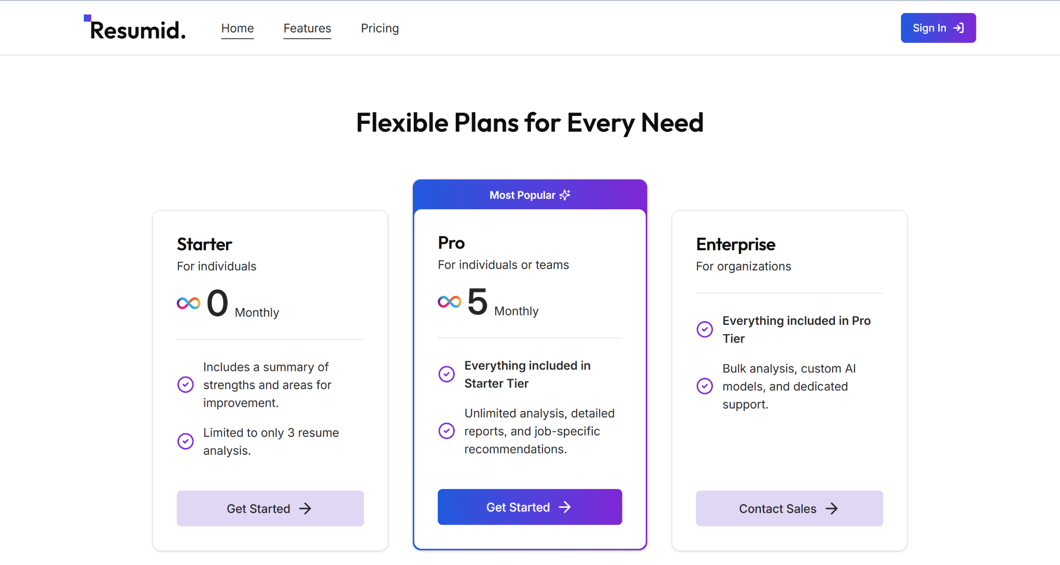 Resumid.
Home
Features
Pricing
Sign In
Flexible Plans for Every Need
Most Popular
Starter
For individuals
0 Monthly
Includes a summary of
strengths and areas for
improvement.
Limited to only 3 resume
analysis.
Get Started
Pro
For individuals or teams
5 Monthly
Everything included in
Starter Tier
Unlimited analysis, detailed
reports, and job-specific
recommendations.
Get Started
Enterprise
For organizations
Everything included in Pro
Tier
Bulk analysis, custom AI
models, and dedicated
support.
Contact Sales